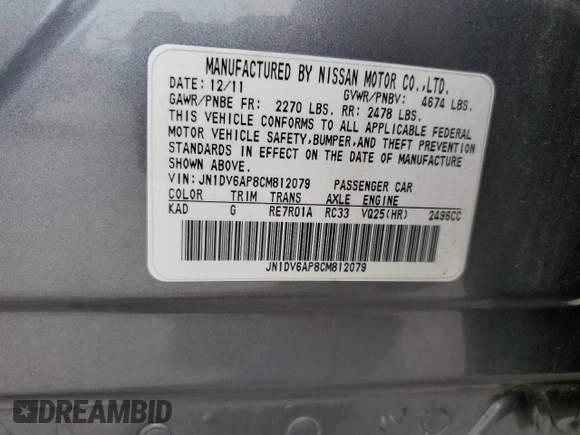 MANUFACTURED BY NISSAN MOTOR CO.,LTD.
DATE: 12/11 GVWR/PNBV: 4674 LBS.
GAWR/PNBE FR: 2270 LBS. RR: 2478 LBS.
THIS VEHICLE CONFORMS TO ALL APPLICABLE FEDERAL
MOTOR VEHICLE SAFETY,BUMPER,AND THEFT PREVENTION
STANDARDS IN EFFECT ON THE DATE OF MANUFACTURE
SHOWN ABOVE.
VIN: JN1DV6AP8CM812079 PASSENGER CAR
COLOR TRIM TRANS AXLE ENGINE
KAD G RE7R01A RC33 VQ25(HR) 2496CC
JN1DV6AP8CM812079
DREAMBID